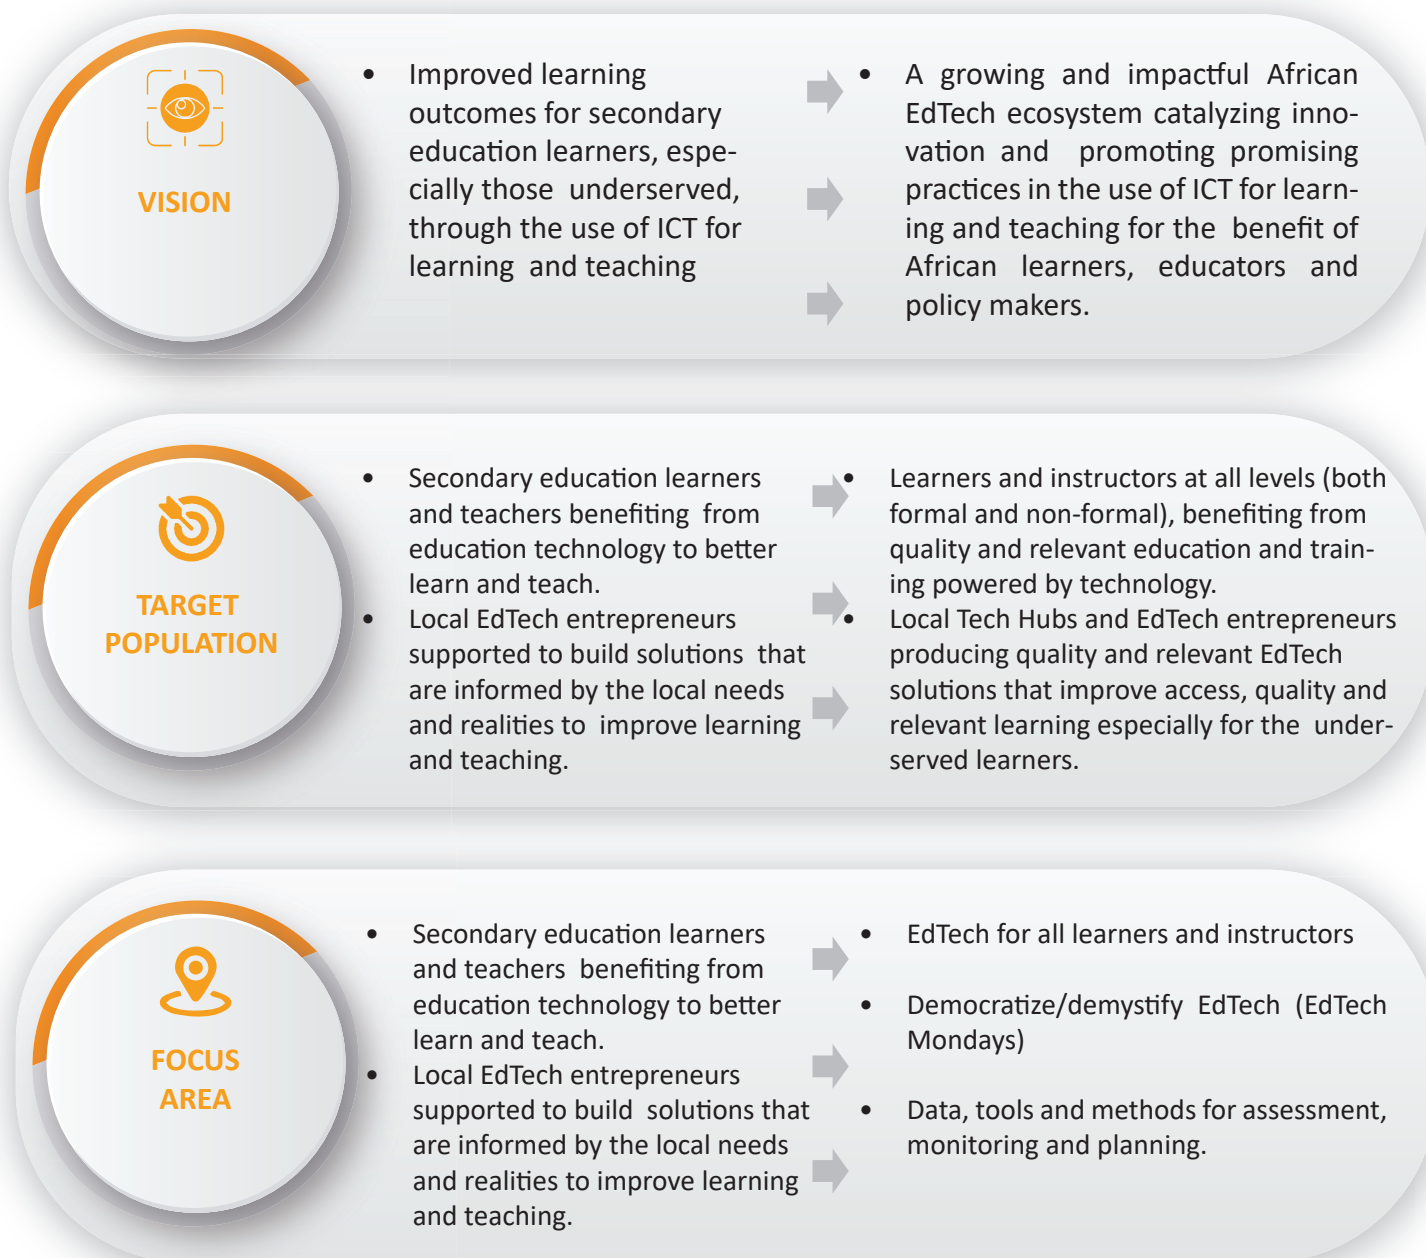 VISION
• Improved learning
outcomes for secondary
education learners, espe-
cially those underserved,
through the use of ICT for
learning and teaching
• A growing and impactful African
EdTech ecosystem catalyzing inno-
vation and promoting promising
practices in the use of ICT for learn-
ing and teaching for the benefit of
African learners, educators and
policy makers.
TARGET
POPULATION
• Secondary education learners
and teachers benefiting from
education technology to better
learn and teach.
• Local EdTech entrepreneurs
supported to build solutions that
are informed by the local needs
and realities to improve learning
and teaching.
• Learners and instructors at all levels (both
formal and non-formal), benefiting from
quality and relevant education and train-
ing powered by technology.
• Local Tech Hubs and EdTech entrepreneurs
producing quality and relevant EdTech
solutions that improve access, quality and
relevant learning especially for the under-
served learners.
FOCUS
AREA
• Secondary education learners
and teachers benefiting from
education technology to better
learn and teach.
• Local EdTech entrepreneurs
supported to build solutions that
are informed by the local needs
and realities to improve learning
and teaching.
• EdTech for all learners and instructors
• Democratize/demystify EdTech (EdTech
Mondays)
• Data, tools and methods for assessment,
monitoring and planning.